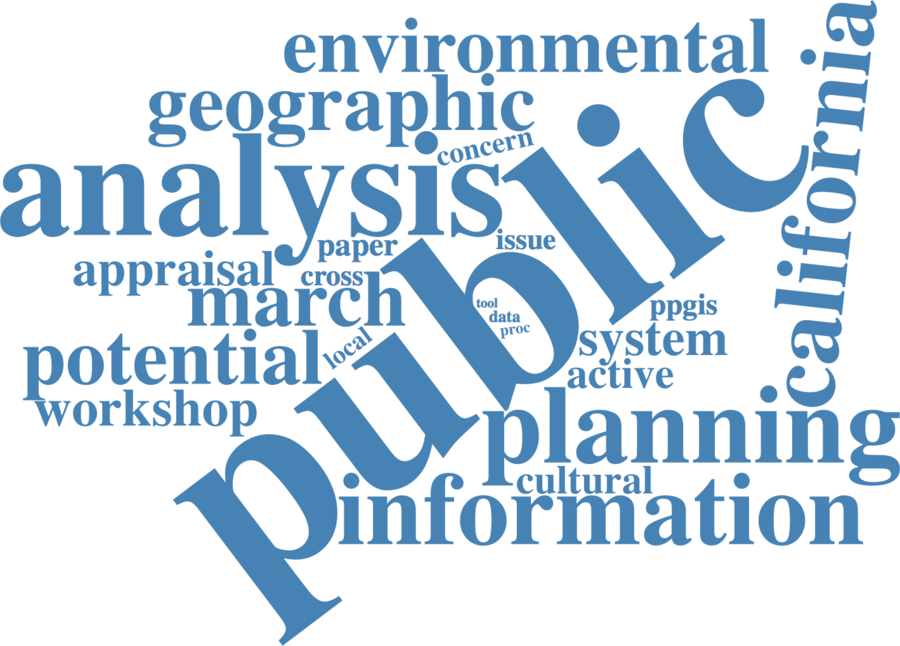 environmental
california
geographic
public
concern
analysis
issue
paper
appraisal
cross
march
tool
data
proc
ppgis
system
local
potential
active
workshop
planning
cultural
information